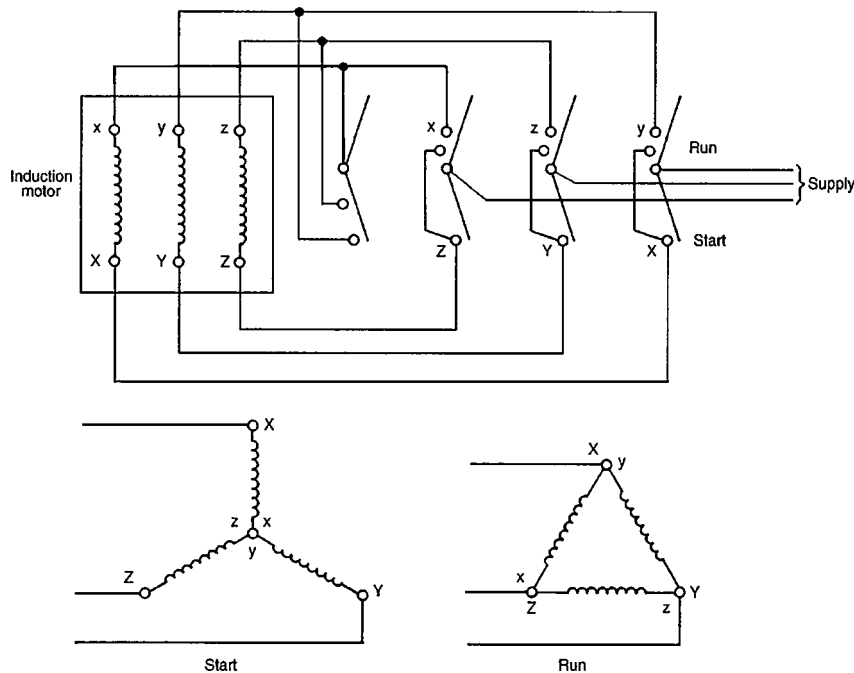 x y z
x z y
Run
Induction
motor
Supply
Start
X Y Z
Z Y X
X
z x
y
Z
Y
Start
X y
x
Z
z Y
Run